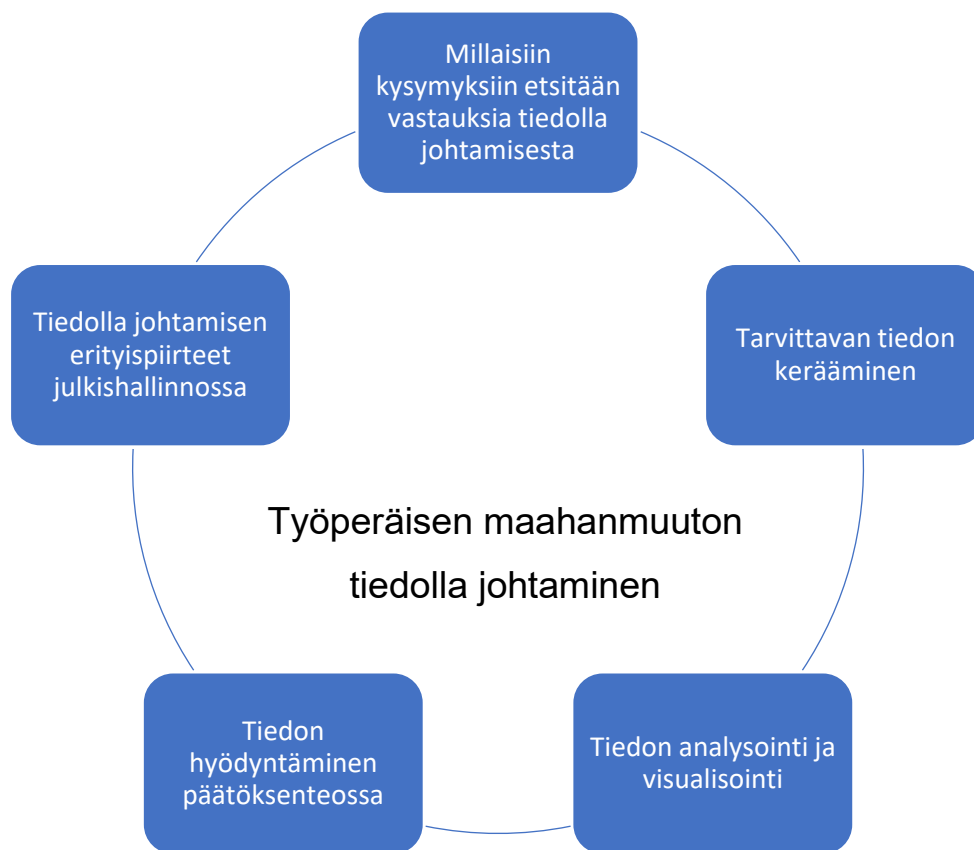 Millaisiin
kysymyksiin etsitään
vastauksia tiedolla
johtamisesta
Tiedolla johtamisen
erityispiirteet
julkishallinnossa
Tarvittavan tiedon
kerääminen
Työperäisen maahanmuuton
tiedolla johtaminen
Tiedon
hyödyntäminen
päätöksenteossa
Tiedon analysointi ja
visualisointi